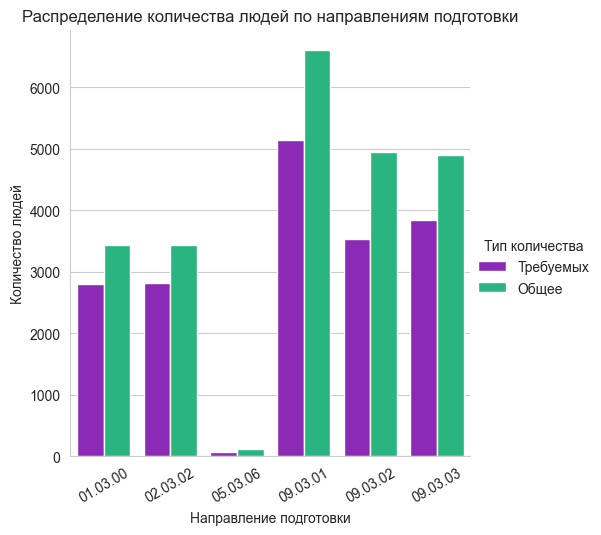 Распределение количества людей по направлениям подготовки
6000
5000
4000
3000
2000
1000
0
Количество людей
01.03.00
02.03.02
05.03.06
09.03.01
09.03.02
09.03.03
Направление подготовки
Тип количества
Требуемых
Общее